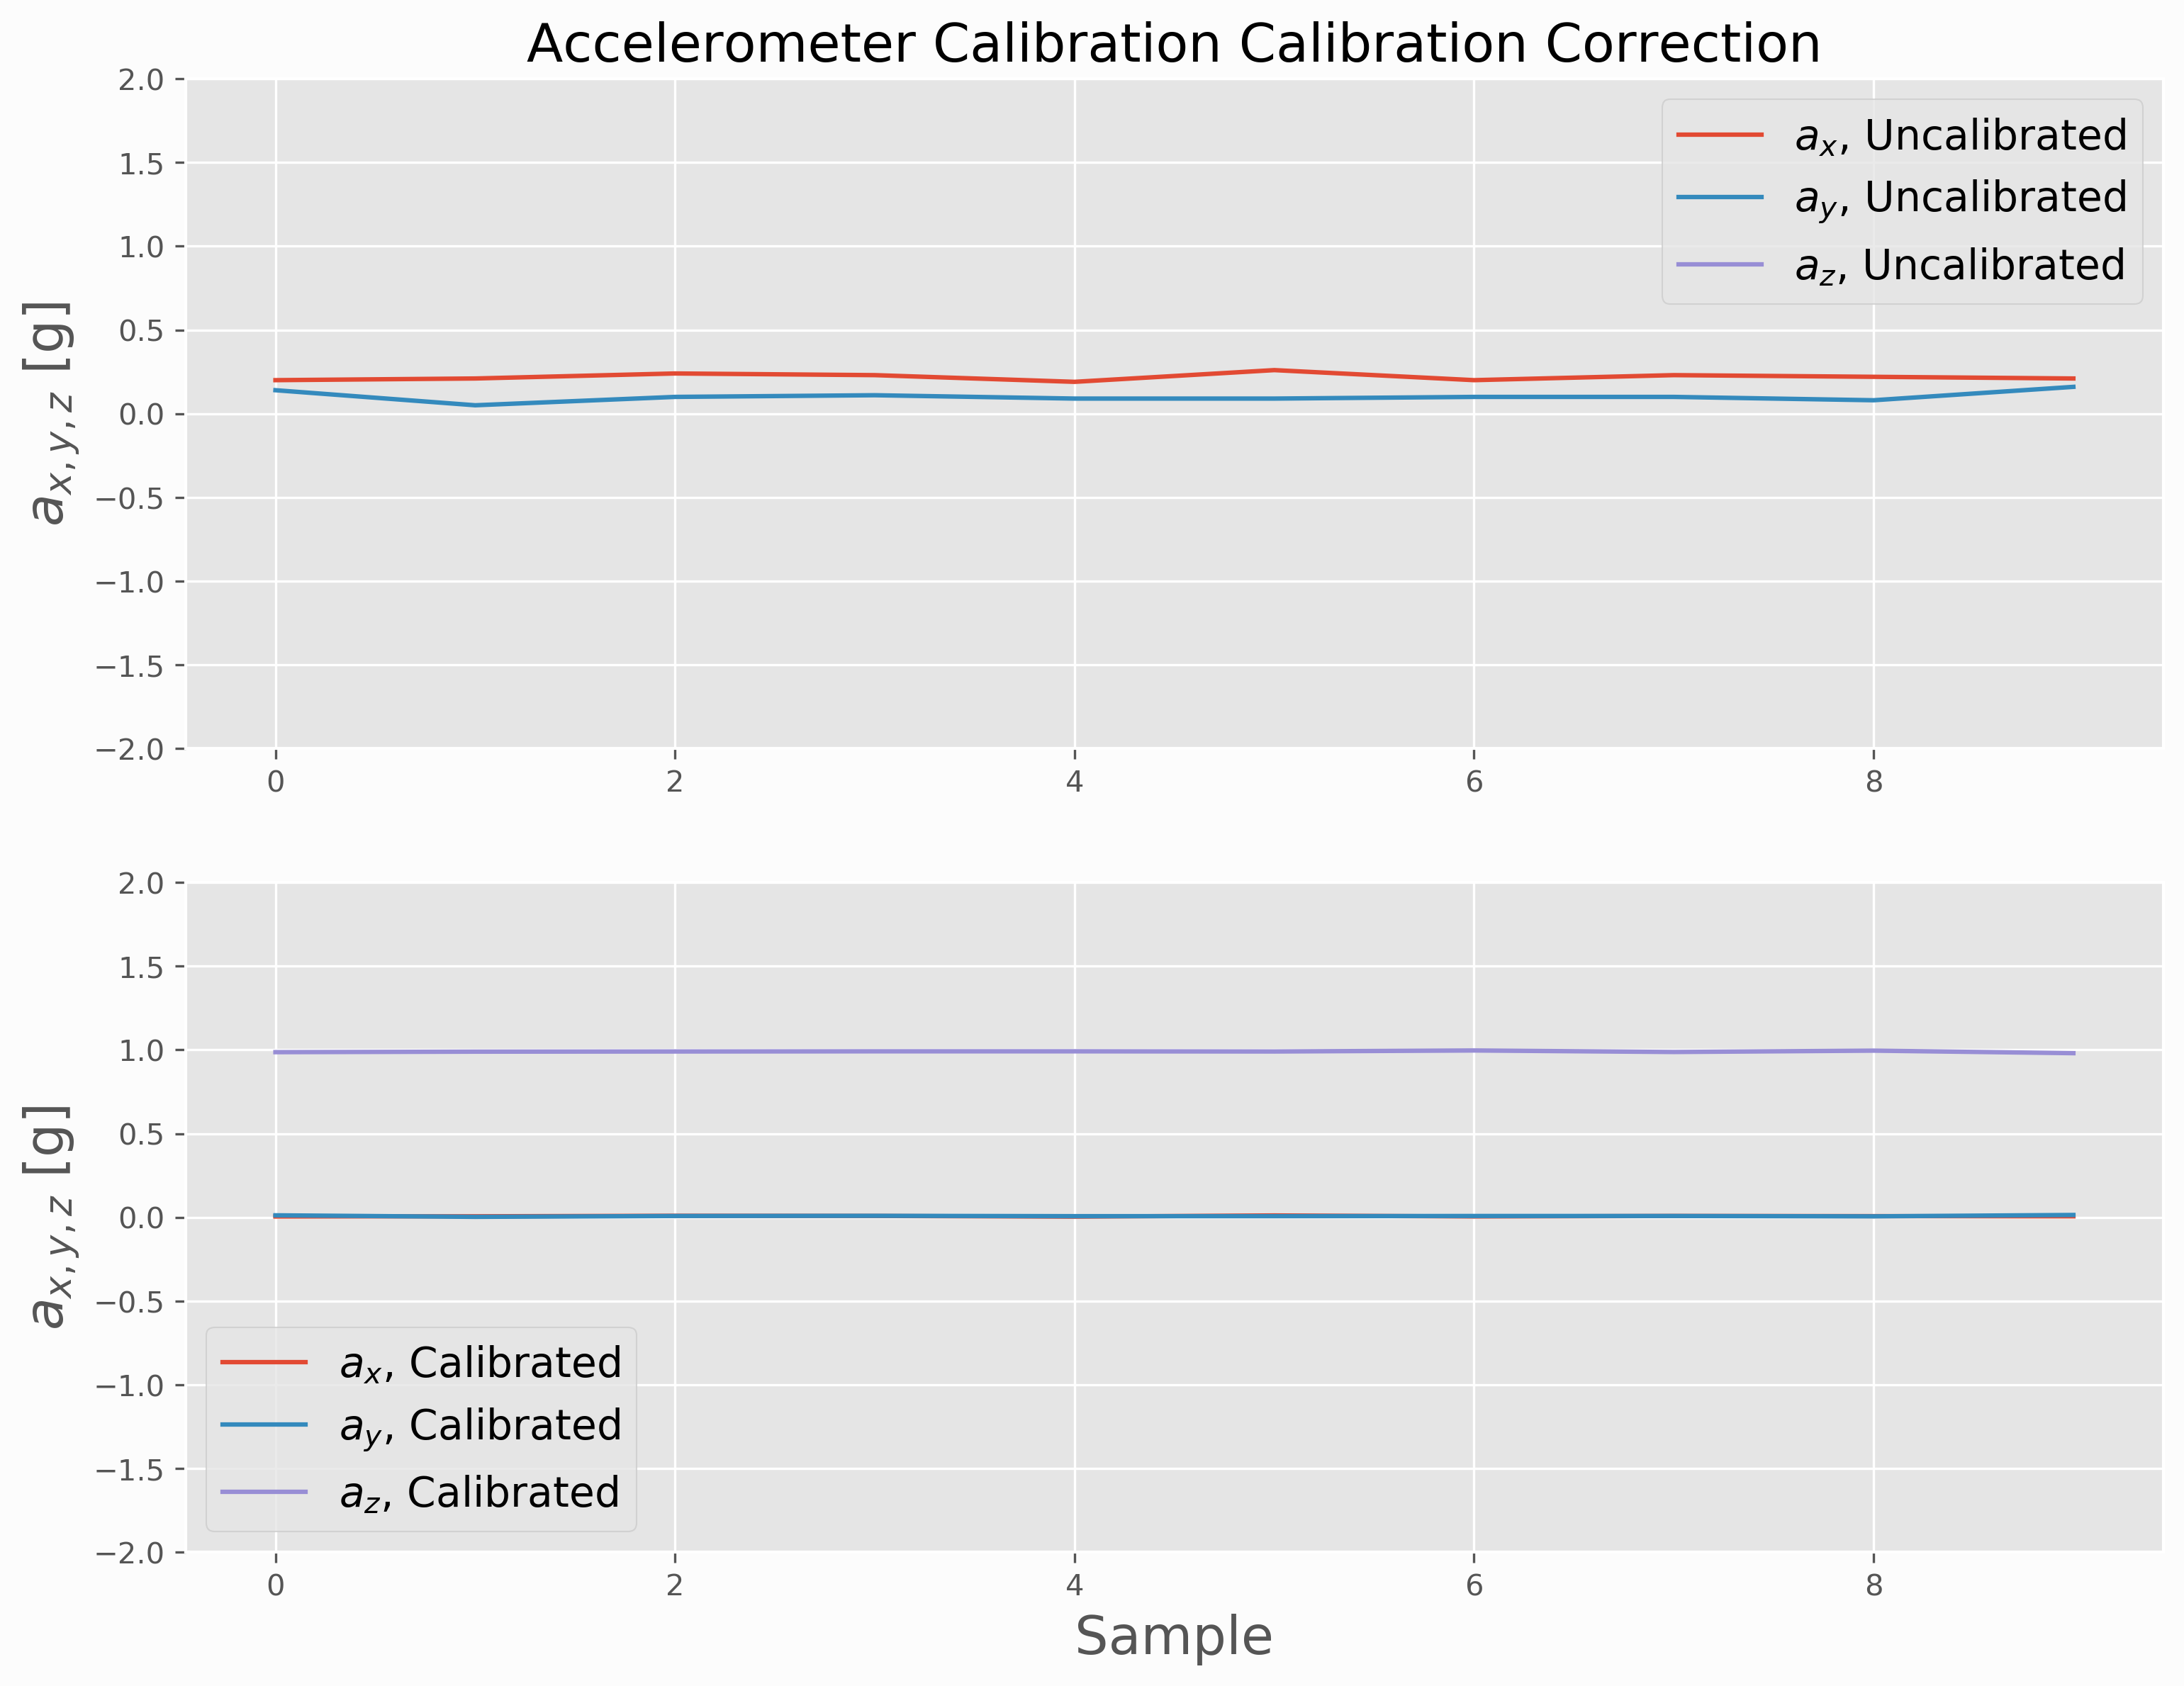 Accelerometer Calibration Calibration Correction
2.0
1.5
1.0
0.5
0.0
−0.5
−1.0
−1.5
−2.0
a_x,y,z [g]
a_x, Uncalibrated
a_y, Uncalibrated
a_z, Uncalibrated
0 2 4 6 8
2.0
1.5
1.0
0.5
0.0
−0.5
−1.0
−1.5
−2.0
a_x,y,z [g]
a_x, Calibrated
a_y, Calibrated
a_z, Calibrated
0 2 4 6 8
Sample